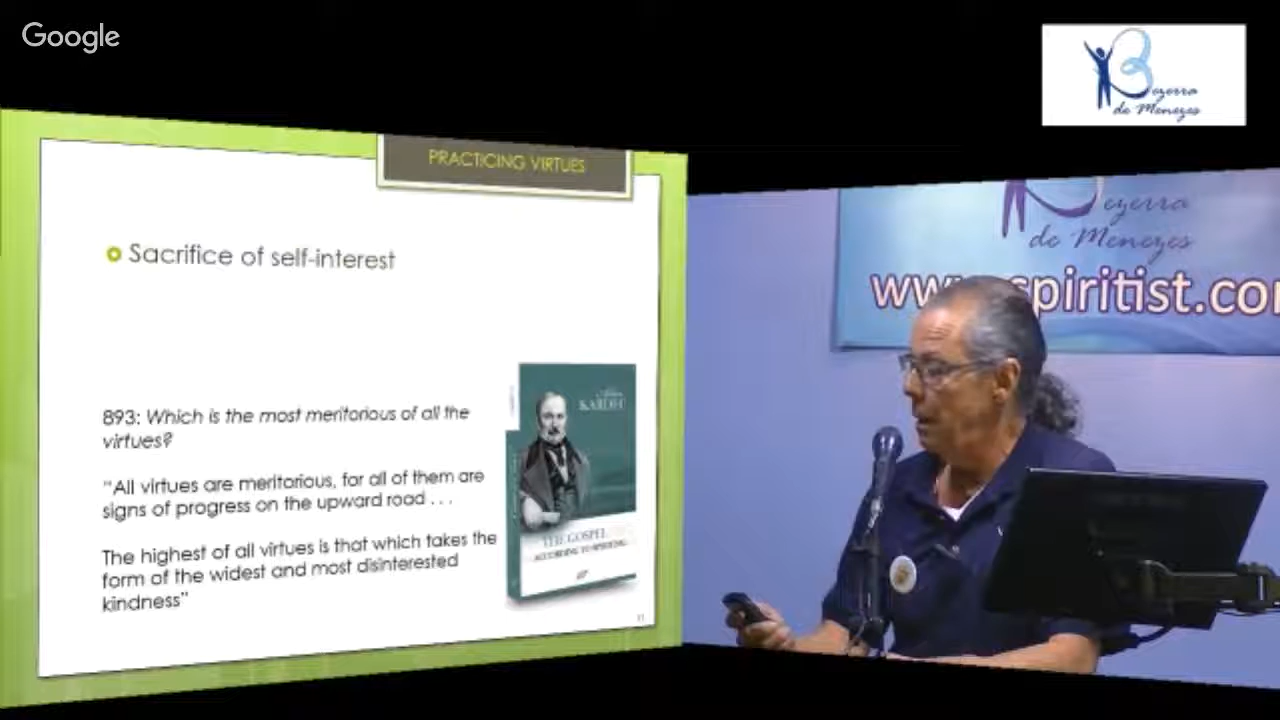 Google
Bezerra
de Menezes
PRACTICING VIRTUES
Sacrifice of self-interest
893: Which is the most meritorious of all the
virtues?
"All virtues are meritorious, for all of them are
signs of progress on the upward road . . .
The highest of all virtues is that which takes the
form of the widest and most disinterested
kindness"
Allan
KARDEC
THE GOSPEL
ACCORDING TO SPIRITISM
11
Bezerra
de Menezes
spiritist.co